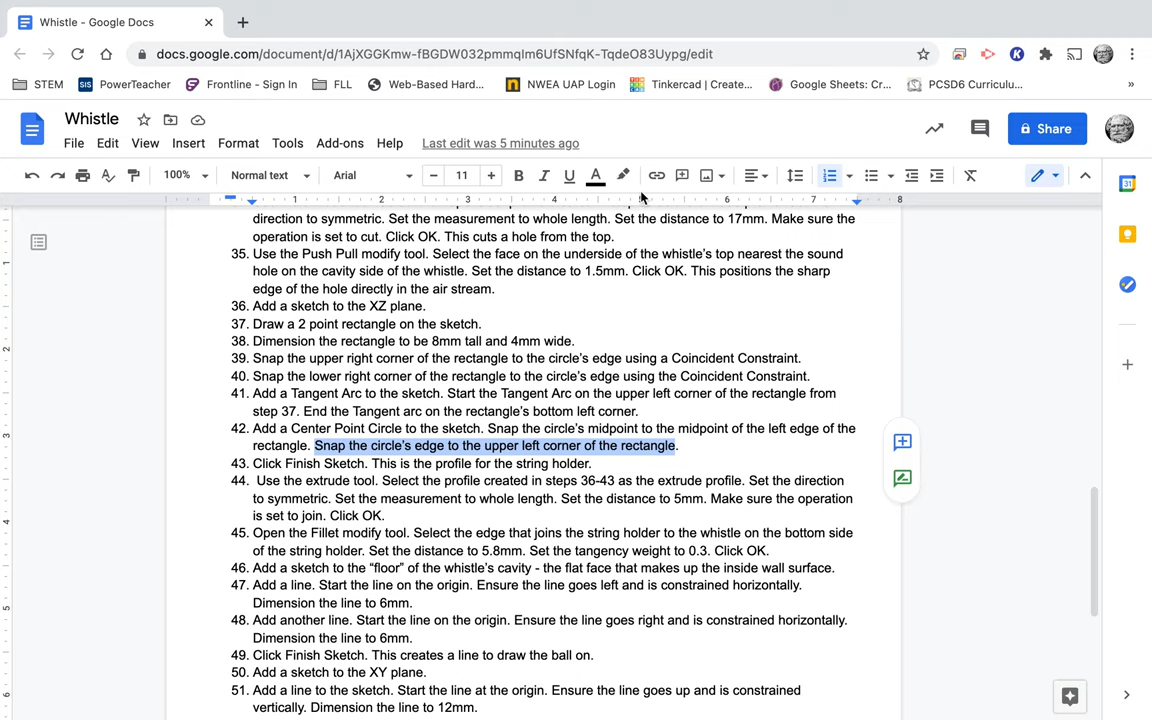 Whistle - Google Docs
docs.google.com/document/d/1AjXGGKmw-fBGDW032pmmqlm6UfSNfqK-TqdeO83Uypg/edit
STEM
SIS PowerTeacher
Frontline - Sign In
FLL
Web-Based Hard...
NWEA UAP Login
Tinkercad | Create...
Google Sheets: Cr...
PCSD6 Curriculu...
»
Whistle
File Edit View Insert Format Tools Add-ons Help Last edit was 5 minutes ago
Share
100% Normal text Arial 11 B I U A
1 2 3 4 5 6 7 8
direction to symmetric. Set the measurement to whole length. Set the distance to 17mm. Make sure the
operation is set to cut. Click OK. This cuts a hole from the top.
35. Use the Push Pull modify tool. Select the face on the underside of the whistle's top nearest the sound
hole on the cavity side of the whistle. Set the distance to 1.5mm. Click OK. This positions the sharp
edge of the hole directly in the air stream.
36. Add a sketch to the XZ plane.
37. Draw a 2 point rectangle on the sketch.
38. Dimension the rectangle to be 8mm tall and 4mm wide.
39. Snap the upper right corner of the rectangle to the circle's edge using a Coincident Constraint.
40. Snap the lower right corner of the rectangle to the circle's edge using the Coincident Constraint.
41. Add a Tangent Arc to the sketch. Start the Tangent Arc on the upper left corner of the rectangle from
step 37. End the Tangent arc on the rectangle's bottom left corner.
42. Add a Center Point Circle to the sketch. Snap the circle's midpoint to the midpoint of the left edge of the
rectangle. Snap the circle's edge to the upper left corner of the rectangle.
43. Click Finish Sketch. This is the profile for the string holder.
44. Use the extrude tool. Select the profile created in steps 36-43 as the extrude profile. Set the direction
to symmetric. Set the measurement to whole length. Set the distance to 5mm. Make sure the operation
is set to join. Click OK.
45. Open the Fillet modify tool. Select the edge that joins the string holder to the whistle on the bottom side
of the string holder. Set the distance to 5.8mm. Set the tangency weight to 0.3. Click OK.
46. Add a sketch to the “floor” of the whistle's cavity - the flat face that makes up the inside wall surface.
47. Add a line. Start the line on the origin. Ensure the line goes left and is constrained horizontally.
Dimension the line to 6mm.
48. Add another line. Start the line on the origin. Ensure the line goes right and is constrained horizontally.
Dimension the line to 6mm.
49. Click Finish Sketch. This creates a line to draw the ball on.
50. Add a sketch to the XY plane.
51. Add a line to the sketch. Start the line at the origin. Ensure the line goes up and is constrained
vertically. Dimension the line to 12mm.